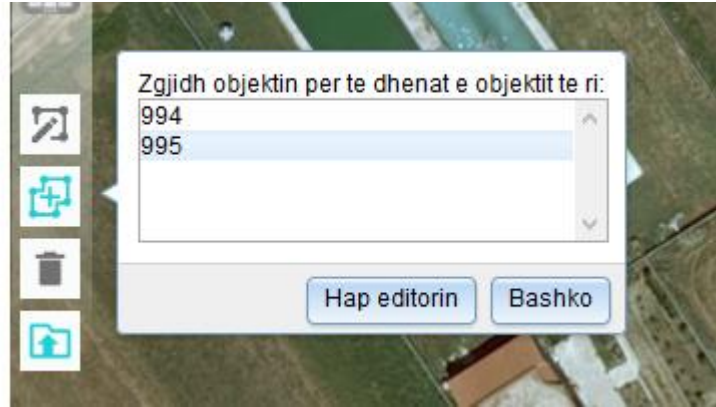 Zgjidh objektin per te dhenat e objektit te ri:
994
995
Hap editorin Bashko